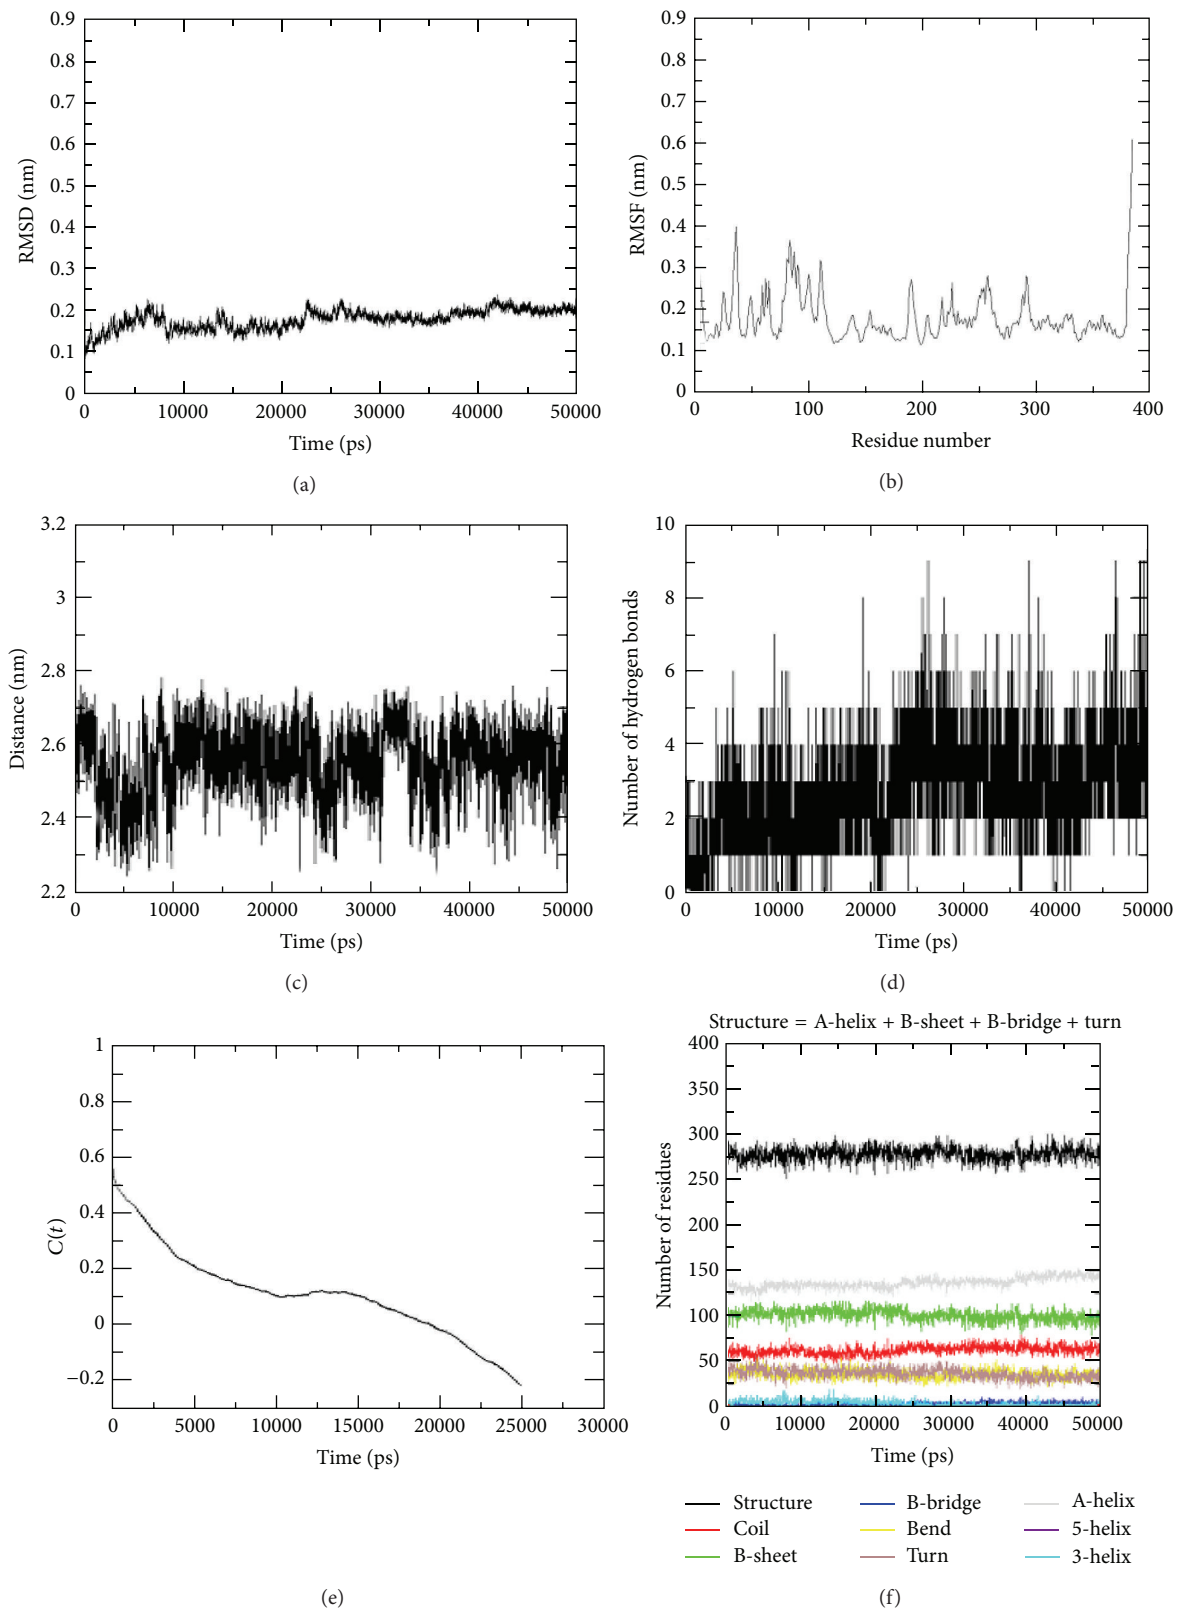 0.9
0.8
0.7
0.6
0.5
0.4
0.3
0.2
0.1
0
RMSD (nm)
0 10000 20000 30000 40000 50000
Time (ps)
(a)
0.9
0.8
0.7
0.6
0.5
0.4
0.3
0.2
0.1
0
RMSF (nm)
0 100 200 300 400
Residue number
(b)
3.2
3
2.8
2.6
2.4
2.2
Distance (nm)
0 10000 20000 30000 40000 50000
Time (ps)
(c)
10
8
6
4
2
0
Number of hydrogen bonds
0 10000 20000 30000 40000 50000
Time (ps)
(d)
1
0.8
0.6
0.4
0.2
0
−0.2
C(t)
0 5000 10000 15000 20000 25000 30000
Time (ps)
(e)
Structure = A-helix + B-sheet + B-bridge + turn
400
350
300
250
200
150
100
50
0
Number of residues
0 10000 20000 30000 40000 50000
Time (ps)
Structure B-bridge A-helix
Coil Bend 5-helix
B-sheet Turn 3-helix
(f)